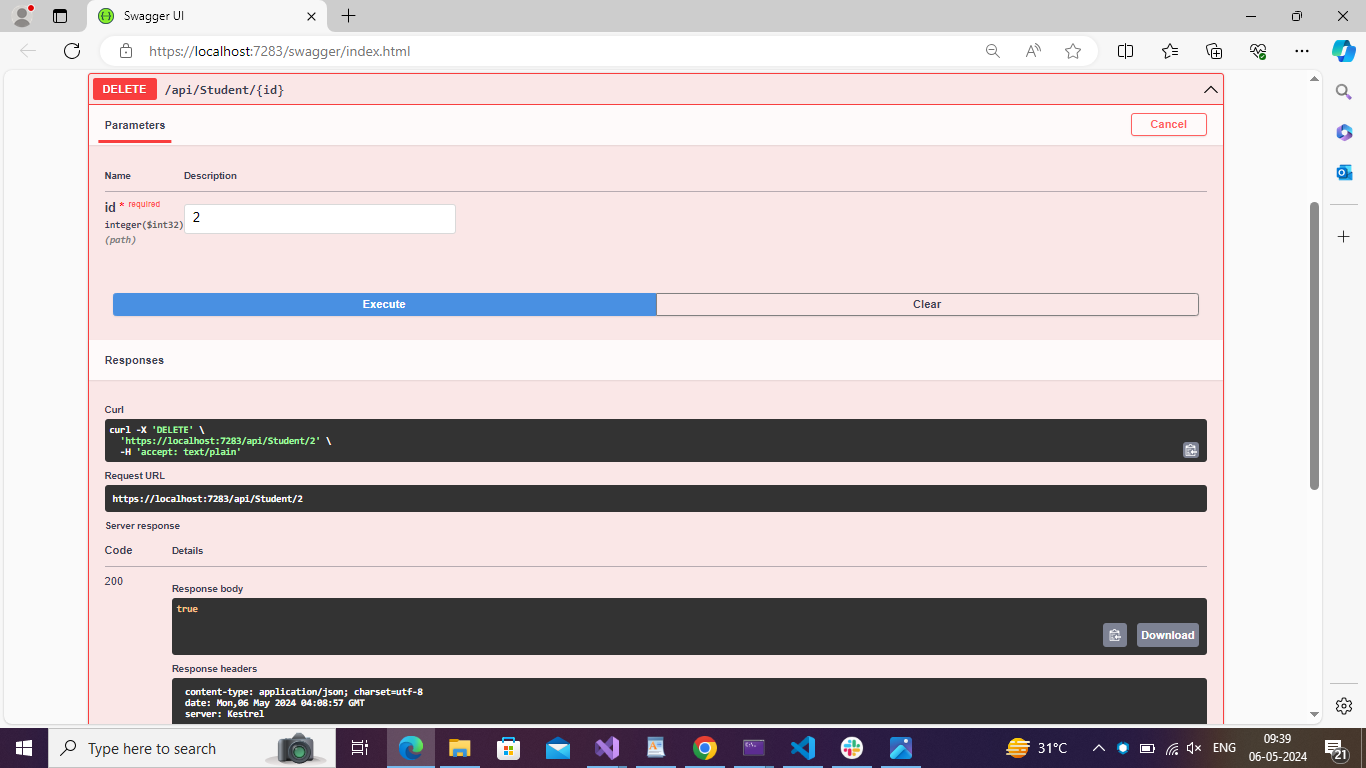 Swagger UI
https://localhost:7283/swagger/index.html
DELETE /api/Student/{id}
Parameters
Cancel
Name Description
id * required
integer($int32)
(path)
2
Execute
Clear
Responses
Curl
curl -X 'DELETE' \
'https://localhost:7283/api/Student/2' \
-H 'accept: text/plain'
Request URL
https://localhost:7283/api/Student/2
Server response
Code Details
200
Response body
true
Download
Response headers
content-type: application/json; charset=utf-8
date: Mon,06 May 2024 04:08:57 GMT
server: Kestrel
Type here to search
31°C
ENG
09:39
06-05-2024
21